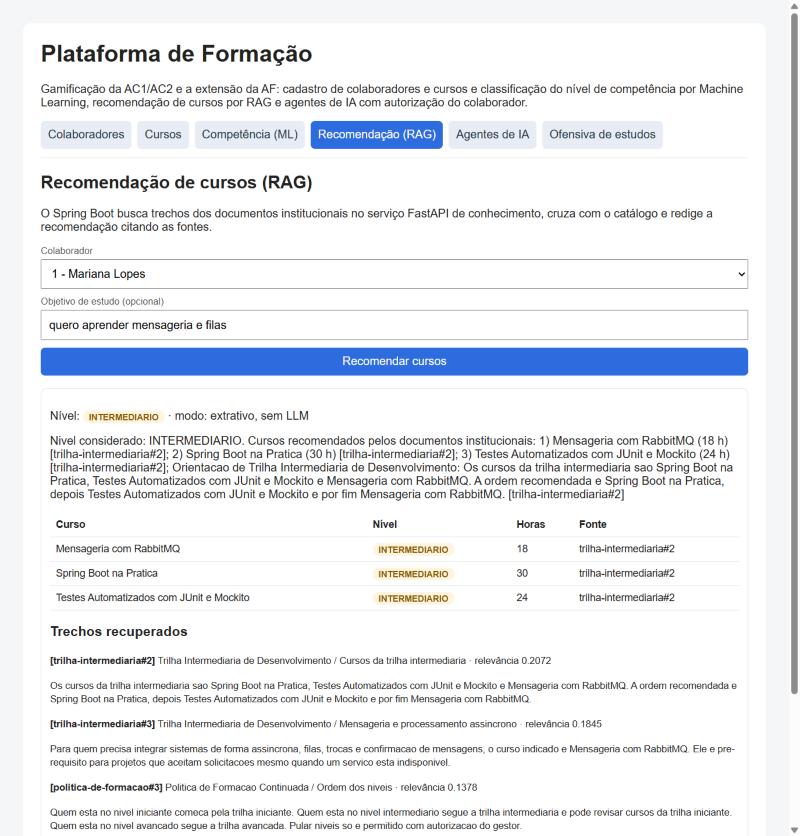 Plataforma de Formação
Gamificação da AC1/AC2 e a extensão da AF: cadastro de colaboradores e cursos e classificação do nível de competência por Machine
Learning, recomendação de cursos por RAG e agentes de IA com autorização do colaborador.
Colaboradores Cursos Competência (ML) Recomendação (RAG) Agentes de IA Ofensiva de estudos
Recomendação de cursos (RAG)
O Spring Boot busca trechos dos documentos institucionais no serviço FastAPI de conhecimento, cruza com o catálogo e redige a
recomendação citando as fontes.
Colaborador
1 - Mariana Lopes
Objetivo de estudo (opcional)
quero aprender mensageria e filas
Recomendar cursos
Nível: INTERMEDIARIO · modo: extrativo, sem LLM
Nivel considerado: INTERMEDIARIO. Cursos recomendados pelos documentos institucionais: 1) Mensageria com RabbitMQ (18 h)
[trilha-intermediaria#2]; 2) Spring Boot na Pratica (30 h) [trilha-intermediaria#2]; 3) Testes Automatizados com JUnit e Mockito (24 h)
[trilha-intermediaria#2]; Orientacao de Trilha Intermediaria de Desenvolvimento: Os cursos da trilha intermediaria sao Spring Boot na
Pratica, Testes Automatizados com JUnit e Mockito e Mensageria com RabbitMQ. A ordem recomendada e Spring Boot na Pratica,
depois Testes Automatizados com JUnit e Mockito e por fim Mensageria com RabbitMQ. [trilha-intermediaria#2]
Curso Nível Horas Fonte
Mensageria com RabbitMQ INTERMEDIARIO 18 trilha-intermediaria#2
Spring Boot na Pratica INTERMEDIARIO 30 trilha-intermediaria#2
Testes Automatizados com JUnit e Mockito INTERMEDIARIO 24 trilha-intermediaria#2
Trechos recuperados
[trilha-intermediaria#2] Trilha Intermediaria de Desenvolvimento / Cursos da trilha intermediaria · relevância 0.2072
Os cursos da trilha intermediaria sao Spring Boot na Pratica, Testes Automatizados com JUnit e Mockito e Mensageria com RabbitMQ. A ordem recomendada e
Spring Boot na Pratica, depois Testes Automatizados com JUnit e Mockito e por fim Mensageria com RabbitMQ.
[trilha-intermediaria#3] Trilha Intermediaria de Desenvolvimento / Mensageria e processamento assincrono · relevância 0.1845
Para quem precisa integrar sistemas de forma assincrona, filas, trocas e confirmacao de mensagens, o curso indicado e Mensageria com RabbitMQ. Ele e pre-
requisito para projetos que aceitam solicitacoes mesmo quando um servico esta indisponivel.
[politica-de-formacao#3] Politica de Formacao Continuada / Ordem dos niveis · relevância 0.1378
Quem esta no nivel iniciante comeca pela trilha iniciante. Quem esta no nivel intermediario segue a trilha intermediaria e pode revisar cursos da trilha iniciante.
Quem esta no nivel avancado segue a trilha avancada. Pular niveis so e permitido com autorizacao do gestor.